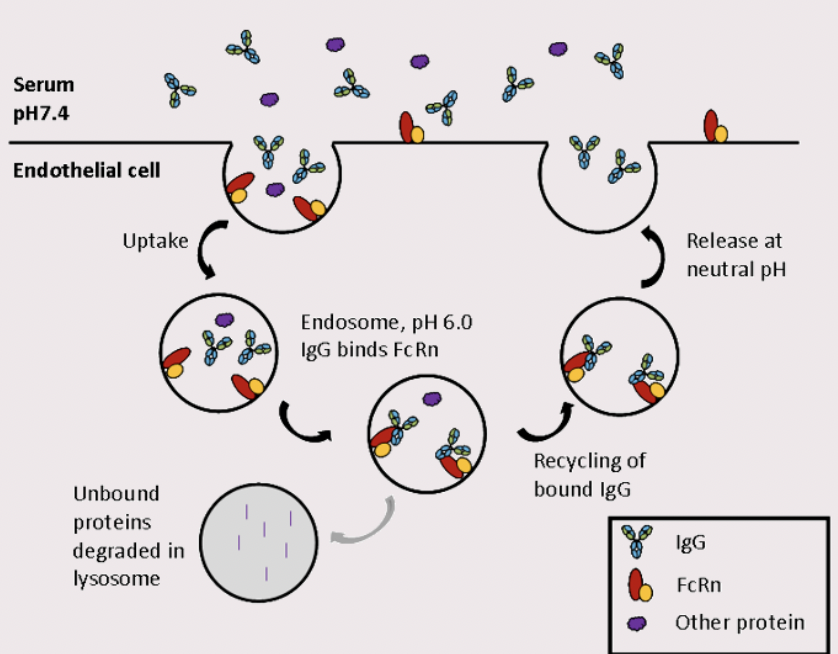 Serum
pH7.4
Endothelial cell
Uptake
Release at
neutral pH
Endosome, pH 6.0
IgG binds FcRn
Recycling of
bound IgG
Unbound
proteins
degraded in
lysosome
IgG
FcRn
Other protein